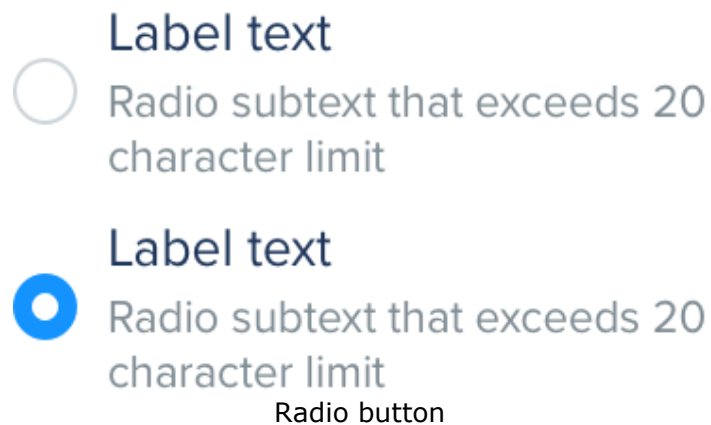 Label text
Radio subtext that exceeds 20
character limit
Label text
Radio subtext that exceeds 20
character limit
Radio button